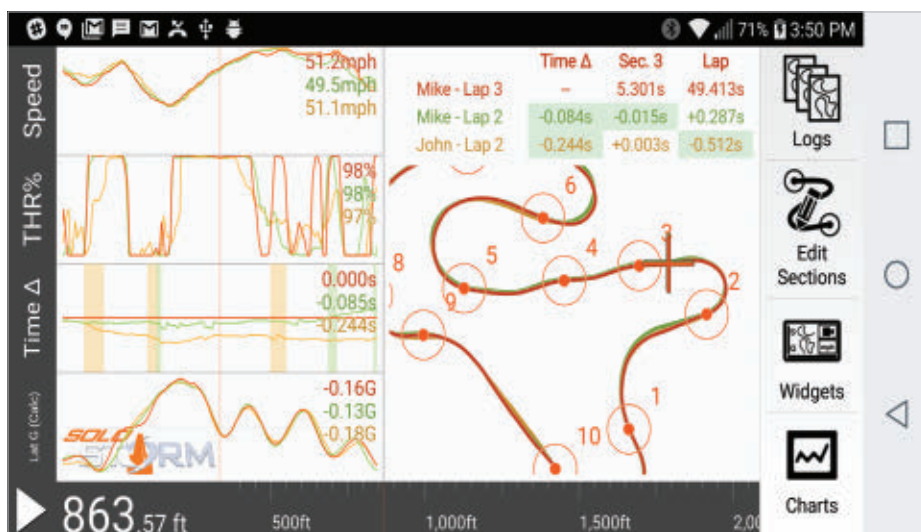 71% 3:50 PM
Speed
51.2mph
49.5mph
51.1mph
THR%
98%
98%
97%
Time Δ
0.000s
-0.085s
-0.244s
Lat G (Calc)
-0.16G
-0.13G
-0.18G
SOLO
STORM
Time Δ Sec. 3 Lap
Mike - Lap 3 – 5.301s 49.413s
Mike - Lap 2 -0.084s -0.015s +0.287s
John - Lap 2 -0.244s +0.003s -0.512s
6
5
4
3
2
8
9
1
10
Logs
Edit
Sections
Widgets
Charts
863.57 ft
500ft 1,000ft 1,500ft 2,0